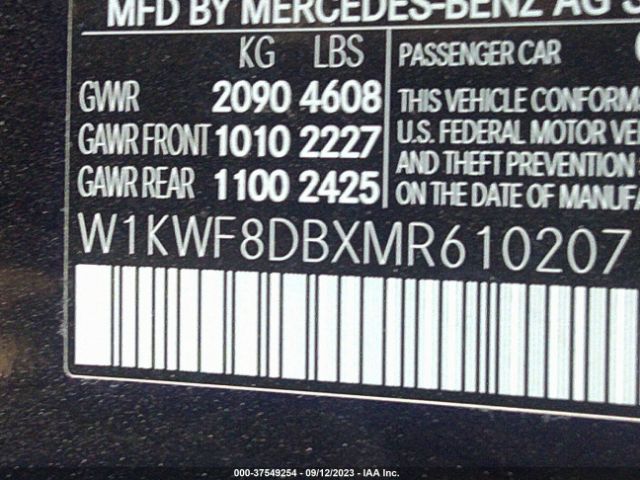 MFD BY MERCEDES-BENZ AG
KG LBS
GVWR 2090 4608
GAWR FRONT 1010 2227
GAWR REAR 1100 2425
PASSENGER CAR
THIS VEHICLE CONFORM
U.S. FEDERAL MOTOR VE
AND THEFT PREVENTION
ON THE DATE OF MANUFA
W1KWF8DBXMR610207
000-37549254 - 09/12/2023 - IAA Inc.